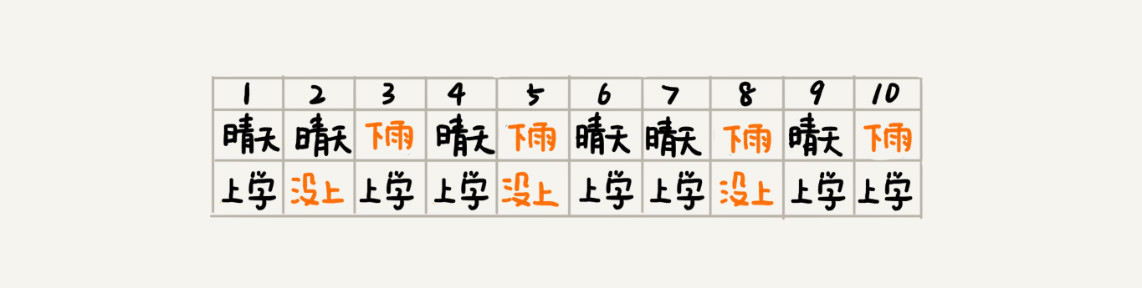 1 2 3 4 5 6 7 8 9 10
晴天 晴天 下雨 晴天 下雨 晴天 晴天 下雨 晴天 下雨
上学 没上 上学 上学 没上 上学 上学 没上 上学 上学